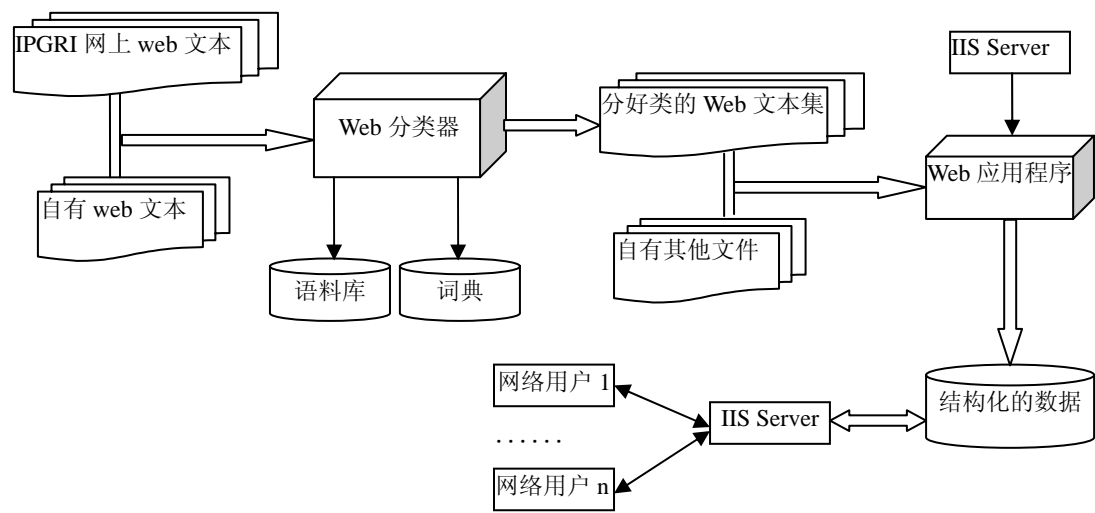 IPGRI 网上 web 文本
IIS Server
Web 分类器
分好类的 Web 文本集
Web 应用程序
自有 web 文本
自有其他文件
语料库
词典
网络用户 1
结构化的数据
IIS Server
......
网络用户 n